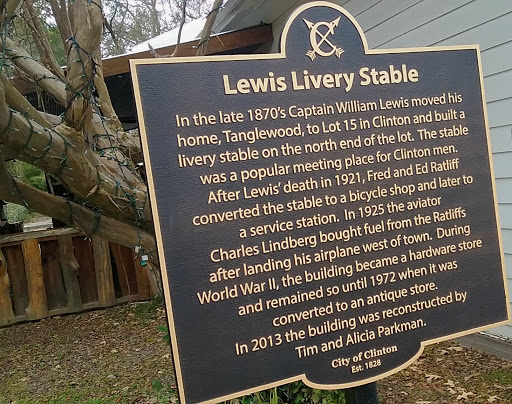 Lewis Livery Stable
In the late 1870's Captain William Lewis moved his
home, Tanglewood, to Lot 15 in Clinton and built a
livery stable on the north end of the lot. The stable
was a popular meeting place for Clinton men.
After Lewis' death in 1921, Fred and Ed Ratliff
converted the stable to a bicycle shop and later to
a service station. In 1925 the aviator
Charles Lindberg bought fuel from the Ratliffs
after landing his airplane west of town. During
World War II, the building became a hardware store
and remained so until 1972 when it was
converted to an antique store.
In 2013 the building was reconstructed by
Tim and Alicia Parkman.
City of Clinton
Est. 1828